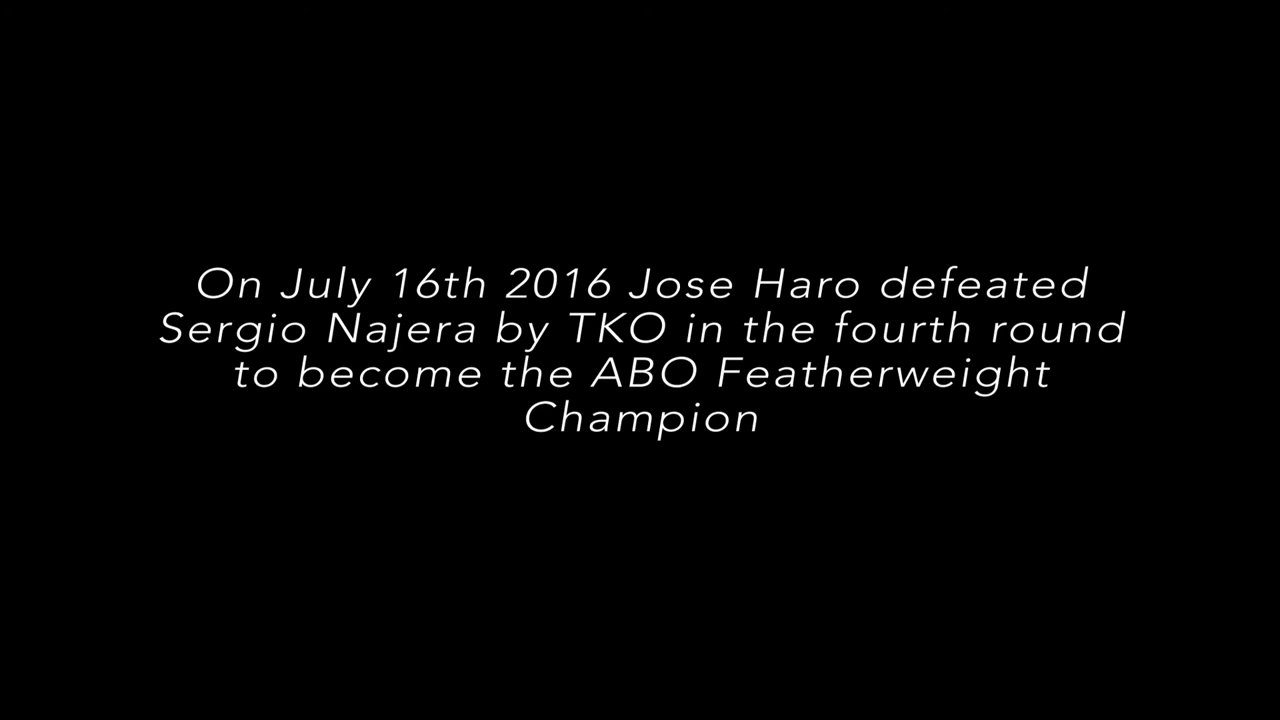 On July 16th 2016 Jose Haro defeated
Sergio Najera by TKO in the fourth round
to become the ABO Featherweight
Champion